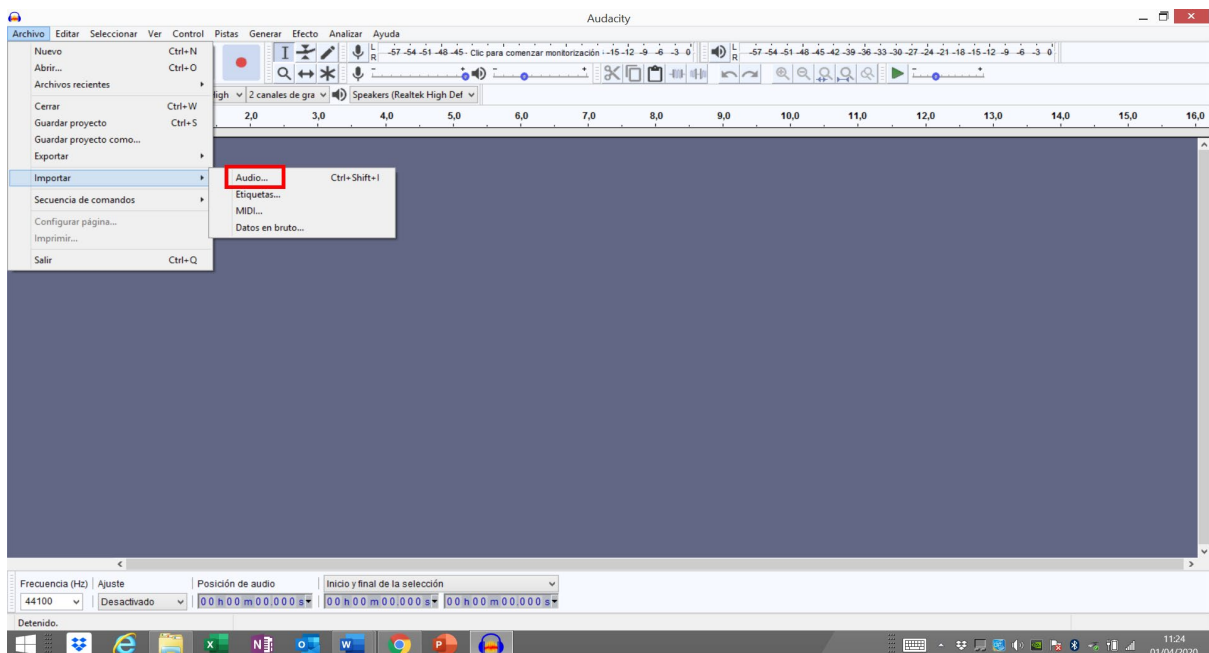 Audacity
Archivo Editar Seleccionar Ver Control Pistas Generar Efecto Analizar Ayuda
Nuevo Ctrl+N
Abrir... Ctrl+O
Archivos recientes
Cerrar Ctrl+W
Guardar proyecto Ctrl+S
Guardar proyecto como...
Exportar
Importar
Secuencia de comandos
Configurar página...
Imprimir...
Salir Ctrl+Q
Audio... Ctrl+Shift+I
Etiquetas...
MIDI...
Datos en bruto...
L R -57 -54 -51 -48 -45 - Clic para comenzar monitorización -15 -12 -9 -6 -3 0
L R -57 -54 -51 -48 -45 -42 -39 -36 -33 -30 -27 -24 -21 -18 -15 -12 -9 -6 -3 0
High 2 canales de gra Speakers (Realtek High Def
2,0 3,0 4,0 5,0 6,0 7,0 8,0 9,0 10,0 11,0 12,0 13,0 14,0 15,0 16,0
Frecuencia (Hz) Ajuste Posición de audio Inicio y final de la selección
44100 Desactivado 00 h 00 m 00,000 s 00 h 00 m 00,000 s 00 h 00 m 00,000 s
Detenido.
11:24
01/04/2020